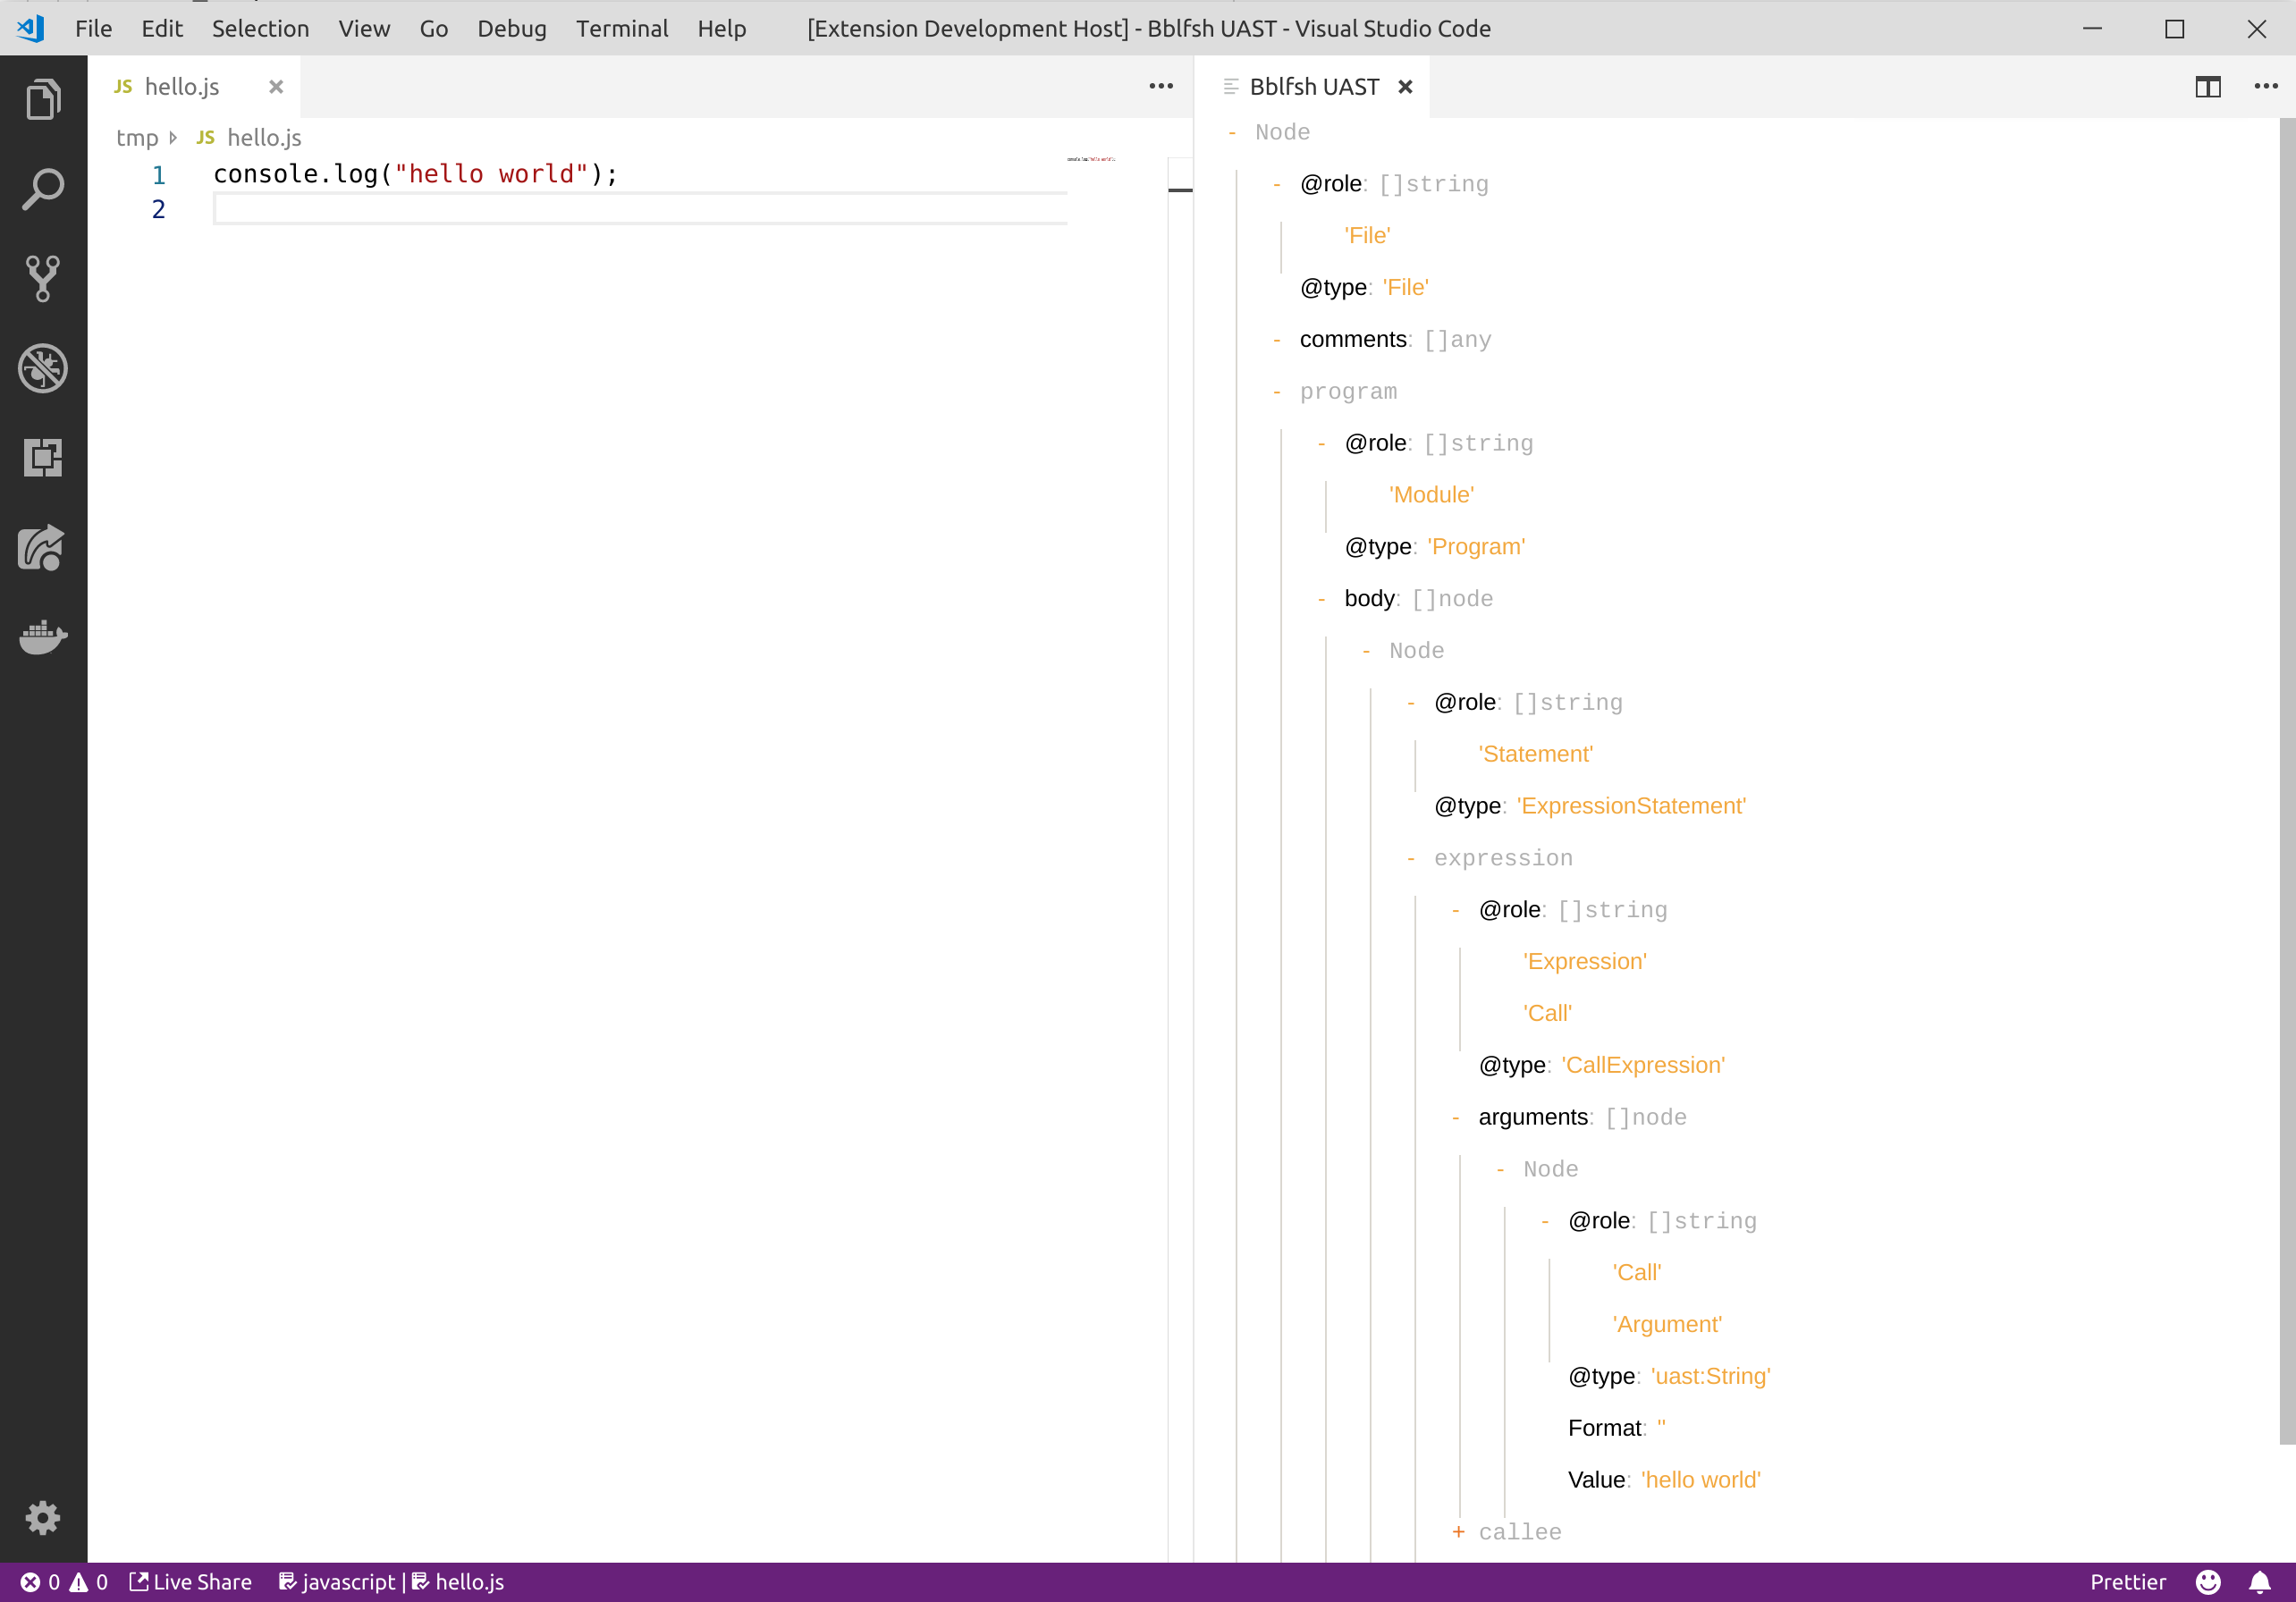 File Edit Selection View Go Debug Terminal Help [Extension Development Host] - Bblfsh UAST - Visual Studio Code
JS hello.js
tmp JS hello.js
1 console.log("hello world");
2
Bblfsh UAST
- Node
- @role: []string
'File'
@type: 'File'
- comments: []any
- program
- @role: []string
'Module'
@type: 'Program'
- body: []node
- Node
- @role: []string
'Statement'
@type: 'ExpressionStatement'
- expression
- @role: []string
'Expression'
'Call'
@type: 'CallExpression'
- arguments: []node
- Node
- @role: []string
'Call'
'Argument'
@type: 'uast:String'
Format: ''
Value: 'hello world'
+ callee
0 0 Live Share javascript | hello.js Prettier